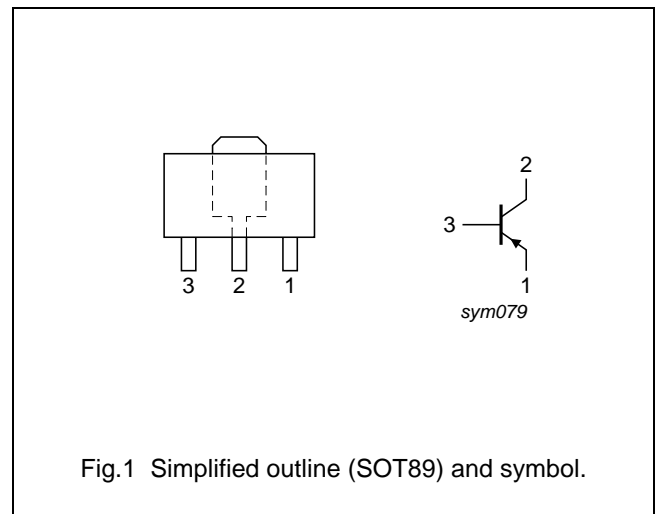 2
3
3 2 1
1
sym079
Fig.1 Simplified outline (SOT89) and symbol.